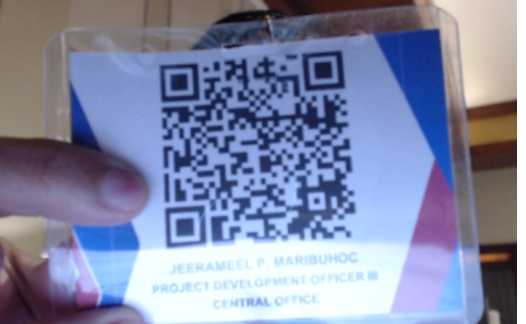 JEERAMEEL P. MARIBUHOC
PROJECT DEVELOPMENT OFFICER III
CENTRAL OFFICE